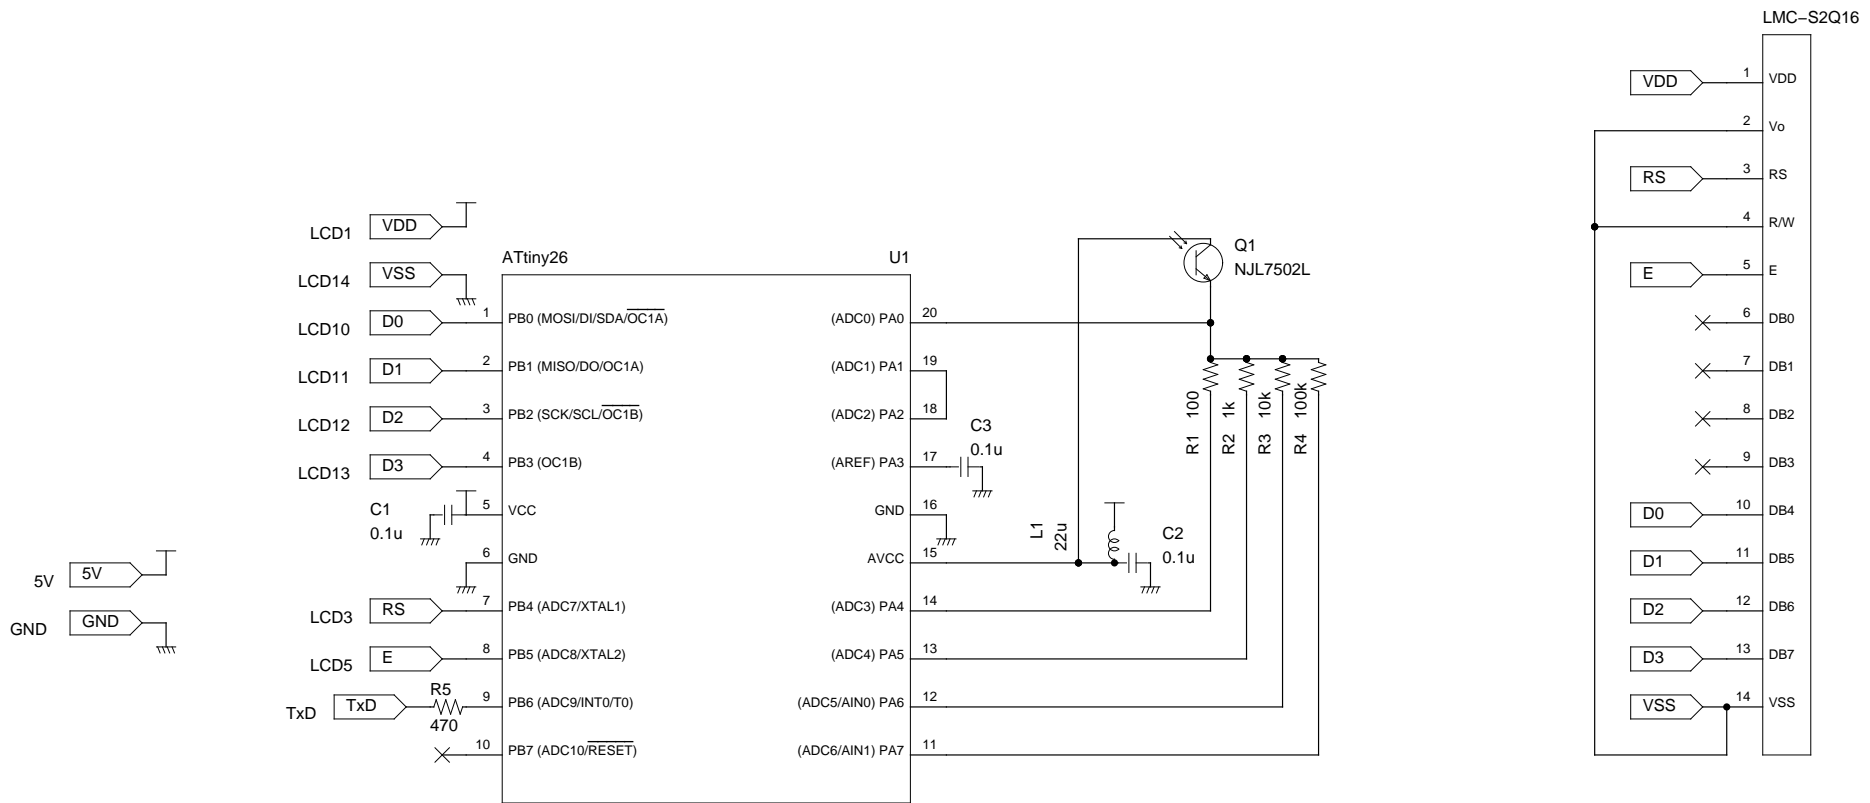 LMC−S2Q16
VDD 1 VDD
2 Vo
RS 3 RS
4 R/W
E 5 E
6 DB0
7 DB1
8 DB2
9 DB3
D0 10 DB4
D1 11 DB5
D2 12 DB6
D3 13 DB7
VSS 14 VSS
LCD1 VDD
LCD14 VSS
LCD10 D0
LCD11 D1
LCD12 D2
LCD13 D3
C1
0.1u
5V 5V
GND GND
LCD3 RS
LCD5 E
TxD TxD
R5
470
ATtiny26 U1
1 PB0 (MOSI/DI/SDA/OC1A) (ADC0) PA0 20
2 PB1 (MISO/DO/OC1A) (ADC1) PA1 19
3 PB2 (SCK/SCL/OC1B) (ADC2) PA2 18
4 PB3 (OC1B) (AREF) PA3 17
5 VCC GND 16
6 GND AVCC 15
7 PB4 (ADC7/XTAL1) (ADC3) PA4 14
8 PB5 (ADC8/XTAL2) (ADC4) PA5 13
9 PB6 (ADC9/INT0/T0) (ADC5/AIN0) PA6 12
10 PB7 (ADC10/RESET) (ADC6/AIN1) PA7 11
Q1
NJL7502L
R1 100
R2 1k
R3 10k
R4 100k
C3
0.1u
L1
22u
C2
0.1u